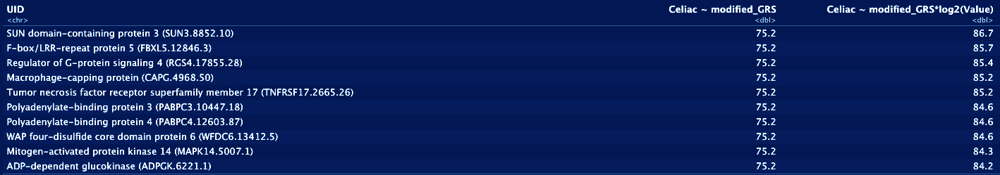 UID Celiac ~ modified_GRS Celiac ~ modified_GRS*log2(Value)
<chr> <dbl> <dbl>
SUN domain-containing protein 3 (SUN3.8852.10) 75.2 86.7
F-box/LRR-repeat protein 5 (FBXL5.12846.3) 75.2 85.7
Regulator of G-protein signaling 4 (RGS4.17855.28) 75.2 85.4
Macrophage-capping protein (CAPG.4968.50) 75.2 85.2
Tumor necrosis factor receptor superfamily member 17 (TNFRSF17.2665.26) 75.2 85.2
Polyadenylate-binding protein 3 (PABPC3.10447.18) 75.2 84.6
Polyadenylate-binding protein 4 (PABPC4.12603.87) 75.2 84.6
WAP four-disulfide core domain protein 6 (WFDC6.13412.5) 75.2 84.6
Mitogen-activated protein kinase 14 (MAPK14.5007.1) 75.2 84.3
ADP-dependent glucokinase (ADPGK.6221.1) 75.2 84.2